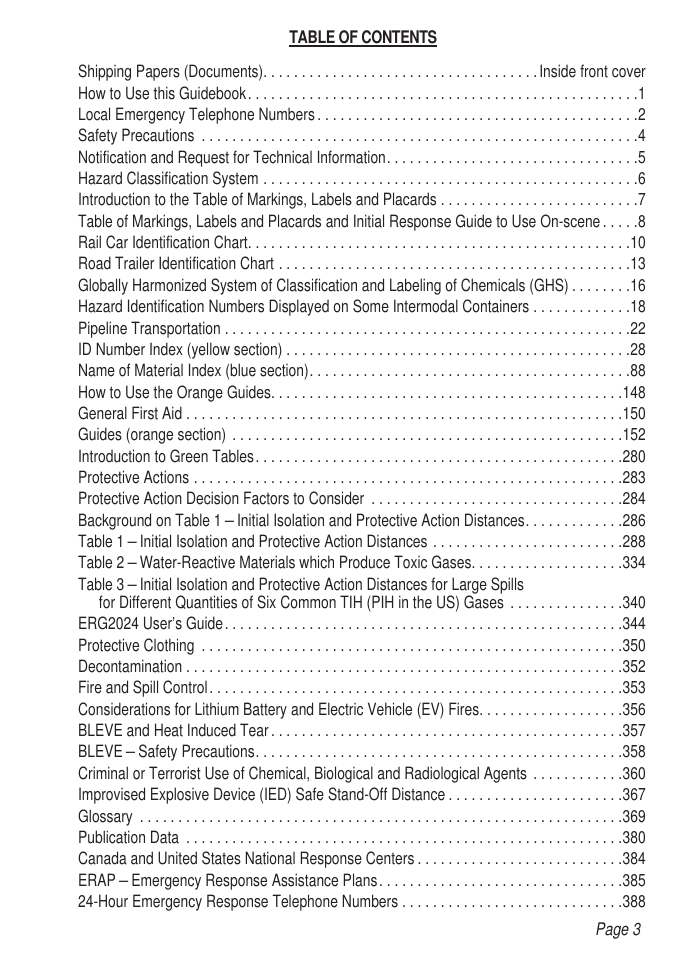 TABLE OF CONTENTS
Shipping Papers (Documents). . . . . . . . . . . . . . . . . . . . . . . . . . . . . . . . . . . Inside front cover
How to Use this Guidebook. . . . . . . . . . . . . . . . . . . . . . . . . . . . . . . . . . . . . . . . . . . . . . . . . .1
Local Emergency Telephone Numbers . . . . . . . . . . . . . . . . . . . . . . . . . . . . . . . . . . . . . . . . .2
Safety Precautions . . . . . . . . . . . . . . . . . . . . . . . . . . . . . . . . . . . . . . . . . . . . . . . . . . . . . . . .4
Notification and Request for Technical Information. . . . . . . . . . . . . . . . . . . . . . . . . . . . . . . .5
Hazard Classification System . . . . . . . . . . . . . . . . . . . . . . . . . . . . . . . . . . . . . . . . . . . . . . . .6
Introduction to the Table of Markings, Labels and Placards . . . . . . . . . . . . . . . . . . . . . . . . .7
Table of Markings, Labels and Placards and Initial Response Guide to Use On-scene . . . . .8
Rail Car Identification Chart. . . . . . . . . . . . . . . . . . . . . . . . . . . . . . . . . . . . . . . . . . . . . . . . .10
Road Trailer Identification Chart . . . . . . . . . . . . . . . . . . . . . . . . . . . . . . . . . . . . . . . . . . . . .13
Globally Harmonized System of Classification and Labeling of Chemicals (GHS) . . . . . . . .16
Hazard Identification Numbers Displayed on Some Intermodal Containers . . . . . . . . . . . . .18
Pipeline Transportation . . . . . . . . . . . . . . . . . . . . . . . . . . . . . . . . . . . . . . . . . . . . . . . . . . . .22
ID Number Index (yellow section) . . . . . . . . . . . . . . . . . . . . . . . . . . . . . . . . . . . . . . . . . . . .28
Name of Material Index (blue section). . . . . . . . . . . . . . . . . . . . . . . . . . . . . . . . . . . . . . . . .88
How to Use the Orange Guides. . . . . . . . . . . . . . . . . . . . . . . . . . . . . . . . . . . . . . . . . . . . .148
General First Aid . . . . . . . . . . . . . . . . . . . . . . . . . . . . . . . . . . . . . . . . . . . . . . . . . . . . . . . .150
Guides (orange section) . . . . . . . . . . . . . . . . . . . . . . . . . . . . . . . . . . . . . . . . . . . . . . . . . .152
Introduction to Green Tables. . . . . . . . . . . . . . . . . . . . . . . . . . . . . . . . . . . . . . . . . . . . . . .280
Protective Actions . . . . . . . . . . . . . . . . . . . . . . . . . . . . . . . . . . . . . . . . . . . . . . . . . . . . . . .283
Protective Action Decision Factors to Consider . . . . . . . . . . . . . . . . . . . . . . . . . . . . . . . .284
Background on Table 1 – Initial Isolation and Protective Action Distances. . . . . . . . . . . . .286
Table 1 – Initial Isolation and Protective Action Distances . . . . . . . . . . . . . . . . . . . . . . . . .288
Table 2 – Water-Reactive Materials which Produce Toxic Gases. . . . . . . . . . . . . . . . . . . .334
Table 3 – Initial Isolation and Protective Action Distances for Large Spills
for Different Quantities of Six Common TIH (PIH in the US) Gases . . . . . . . . . . . . . . .340
ERG2024 User’s Guide. . . . . . . . . . . . . . . . . . . . . . . . . . . . . . . . . . . . . . . . . . . . . . . . . . .344
Protective Clothing . . . . . . . . . . . . . . . . . . . . . . . . . . . . . . . . . . . . . . . . . . . . . . . . . . . . . .350
Decontamination . . . . . . . . . . . . . . . . . . . . . . . . . . . . . . . . . . . . . . . . . . . . . . . . . . . . . . . .352
Fire and Spill Control . . . . . . . . . . . . . . . . . . . . . . . . . . . . . . . . . . . . . . . . . . . . . . . . . . . . .353
Considerations for Lithium Battery and Electric Vehicle (EV) Fires. . . . . . . . . . . . . . . . . . .356
BLEVE and Heat Induced Tear . . . . . . . . . . . . . . . . . . . . . . . . . . . . . . . . . . . . . . . . . . . . .357
BLEVE – Safety Precautions. . . . . . . . . . . . . . . . . . . . . . . . . . . . . . . . . . . . . . . . . . . . . . .358
Criminal or Terrorist Use of Chemical, Biological and Radiological Agents . . . . . . . . . . . .360
Improvised Explosive Device (IED) Safe Stand-Off Distance . . . . . . . . . . . . . . . . . . . . . . .367
Glossary . . . . . . . . . . . . . . . . . . . . . . . . . . . . . . . . . . . . . . . . . . . . . . . . . . . . . . . . . . . . . .369
Publication Data . . . . . . . . . . . . . . . . . . . . . . . . . . . . . . . . . . . . . . . . . . . . . . . . . . . . . . . .380
Canada and United States National Response Centers . . . . . . . . . . . . . . . . . . . . . . . . . . .384
ERAP – Emergency Response Assistance Plans. . . . . . . . . . . . . . . . . . . . . . . . . . . . . . . .385
24-Hour Emergency Response Telephone Numbers . . . . . . . . . . . . . . . . . . . . . . . . . . . . .388
Page 3